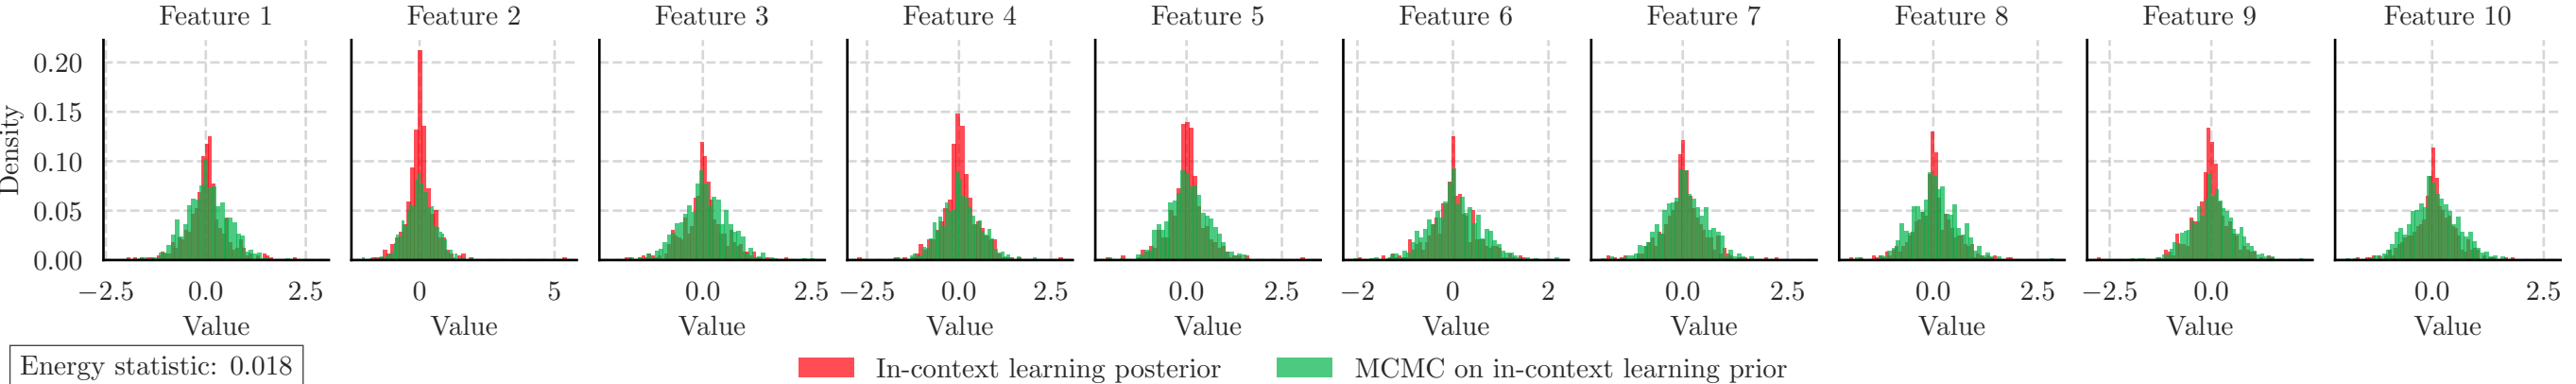 Feature 1 Feature 2 Feature 3 Feature 4 Feature 5 Feature 6 Feature 7 Feature 8 Feature 9 Feature 10
Density
0.20
0.15
0.10
0.05
0.00
−2.5 0.0 2.5 0 5 0.0 2.5 −2.5 0.0 2.5 0.0 2.5 −2 0 2 0.0 2.5 0.0 2.5 −2.5 0.0 0.0 2.5
Value Value Value Value Value Value Value Value Value Value
Energy statistic: 0.018 In-context learning posterior MCMC on in-context learning prior